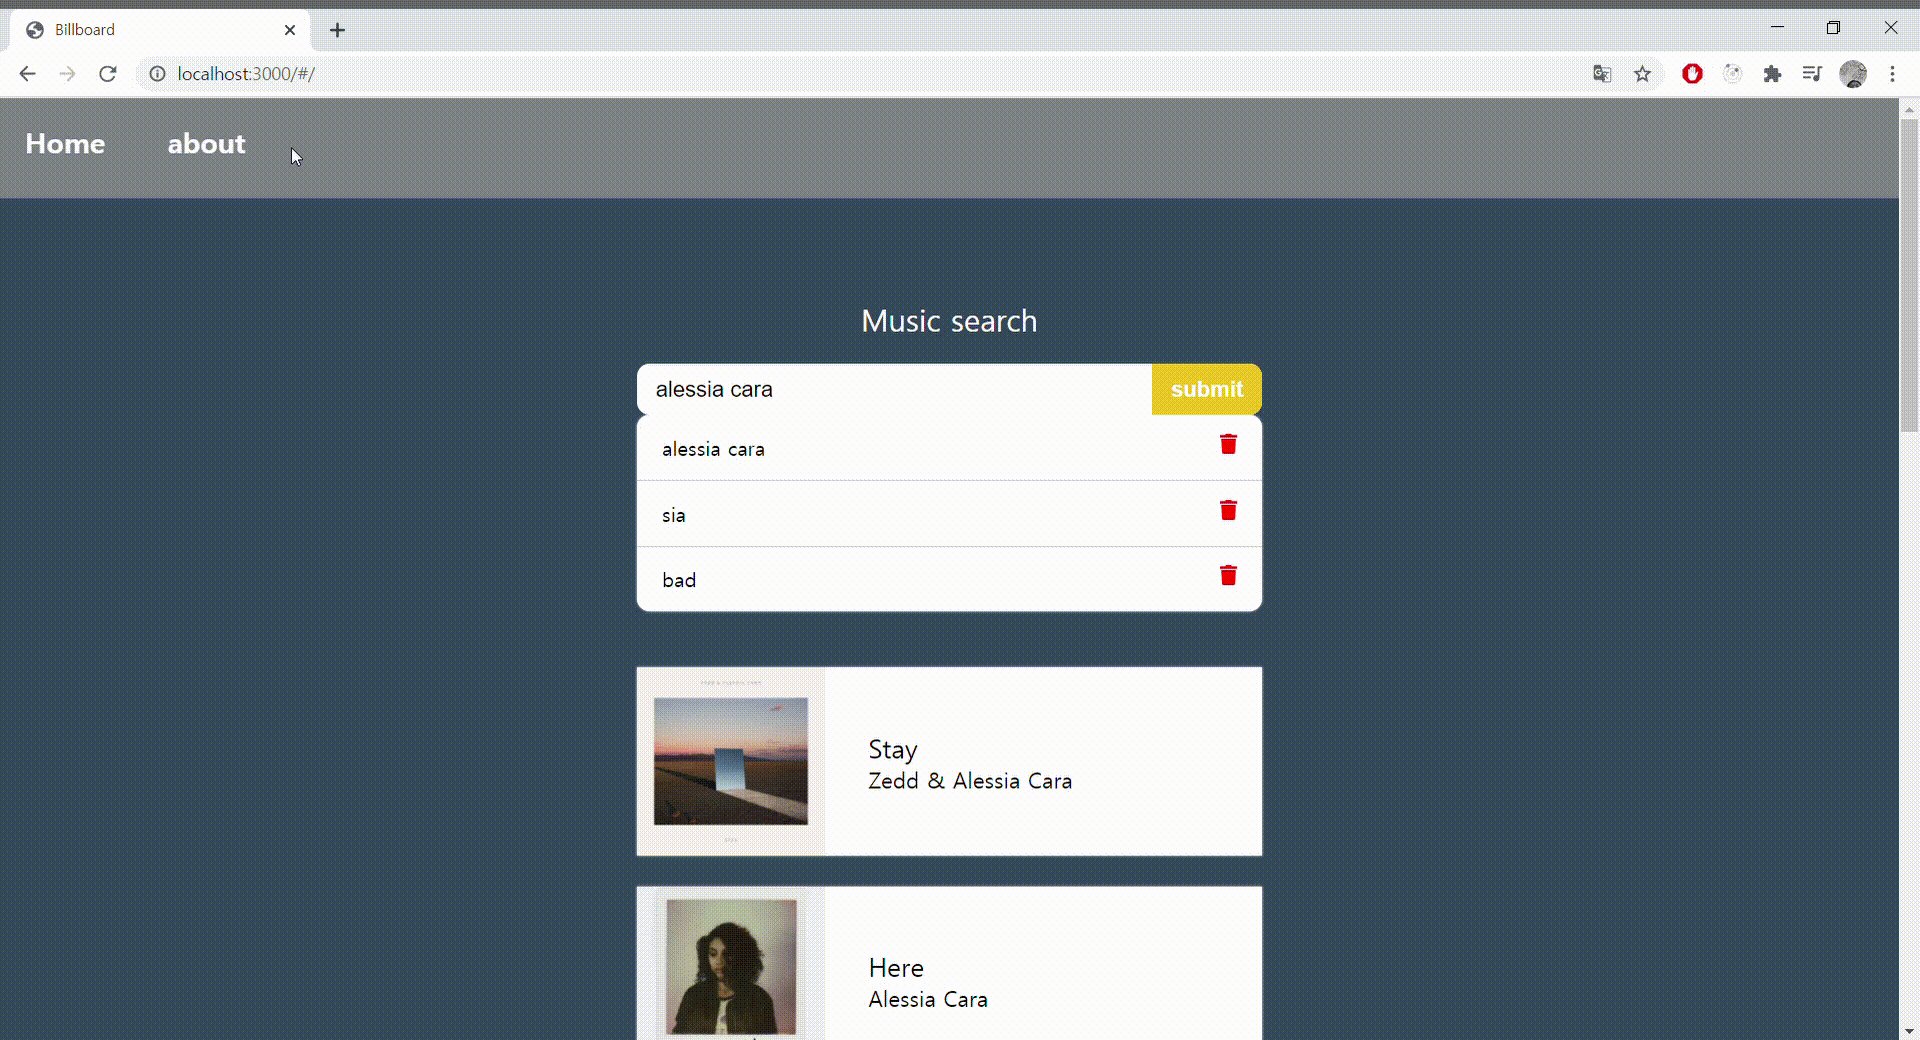 Billboard
localhost:3000/#/
Home about
Music search
alessia cara submit
alessia cara
sia
bad
Stay
Zedd & Alessia Cara
Here
Alessia Cara